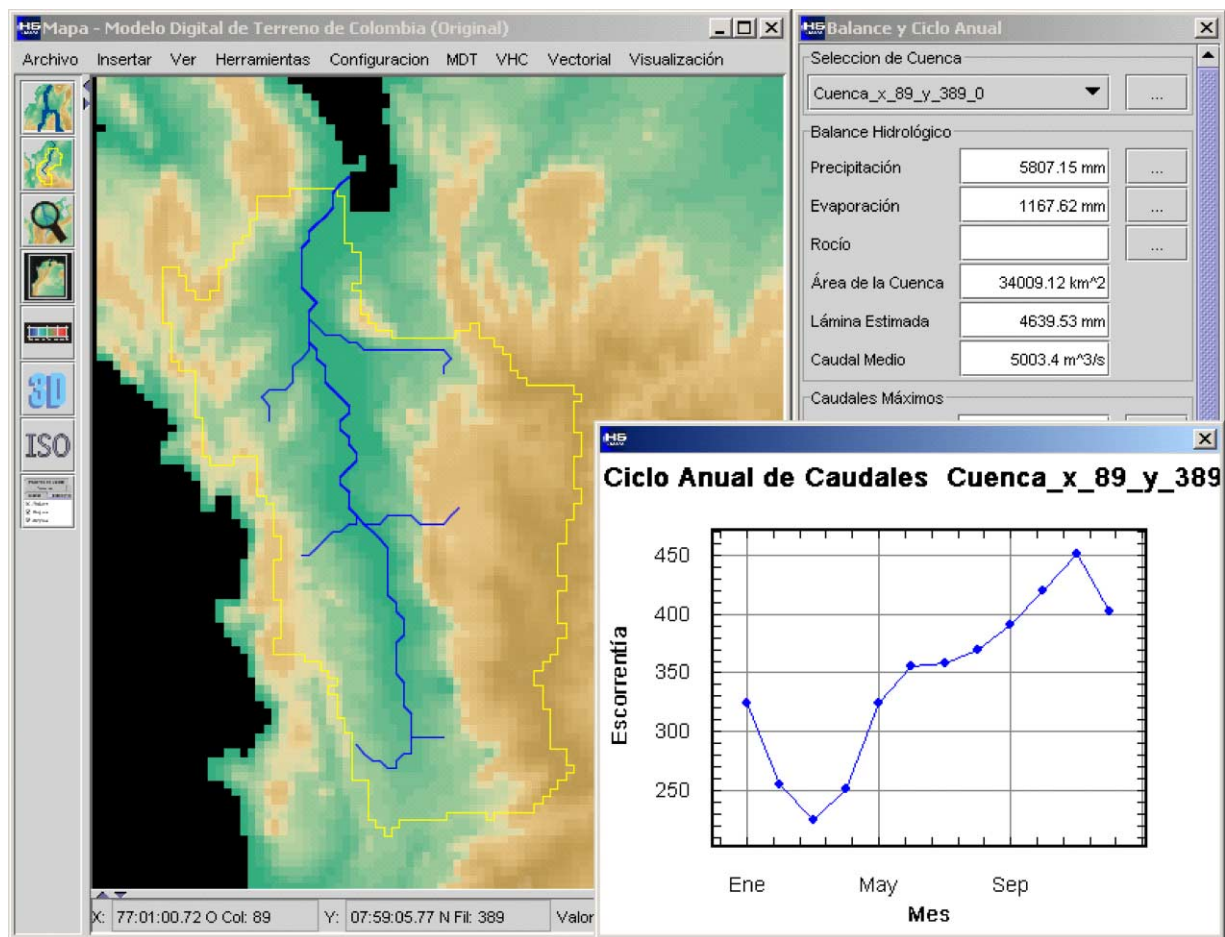 Mapa - Modelo Digital de Terreno de Colombia (Original)
Archivo Insertar Ver Herramientas Configuracion MDT VHC Vectorial Visualización
3D
ISO
X: 77:01:00.72 O Col: 89 Y: 07:59:05.77 N Fil: 389 Valor
Balance y Ciclo Anual
Seleccion de Cuenca
Cuenca_x_89_y_389_0 ...
Balance Hidrológico
Precipitación 5807.15 mm ...
Evaporación 1167.62 mm ...
Rocío ...
Área de la Cuenca 34009.12 km^2
Lámina Estimada 4639.53 mm
Caudal Medio 5003.4 m^3/s
Caudales Máximos
Ciclo Anual de Caudales Cuenca_x_89_y_389
450
400
350
300
250
Escorrentía
Ene May Sep
Mes